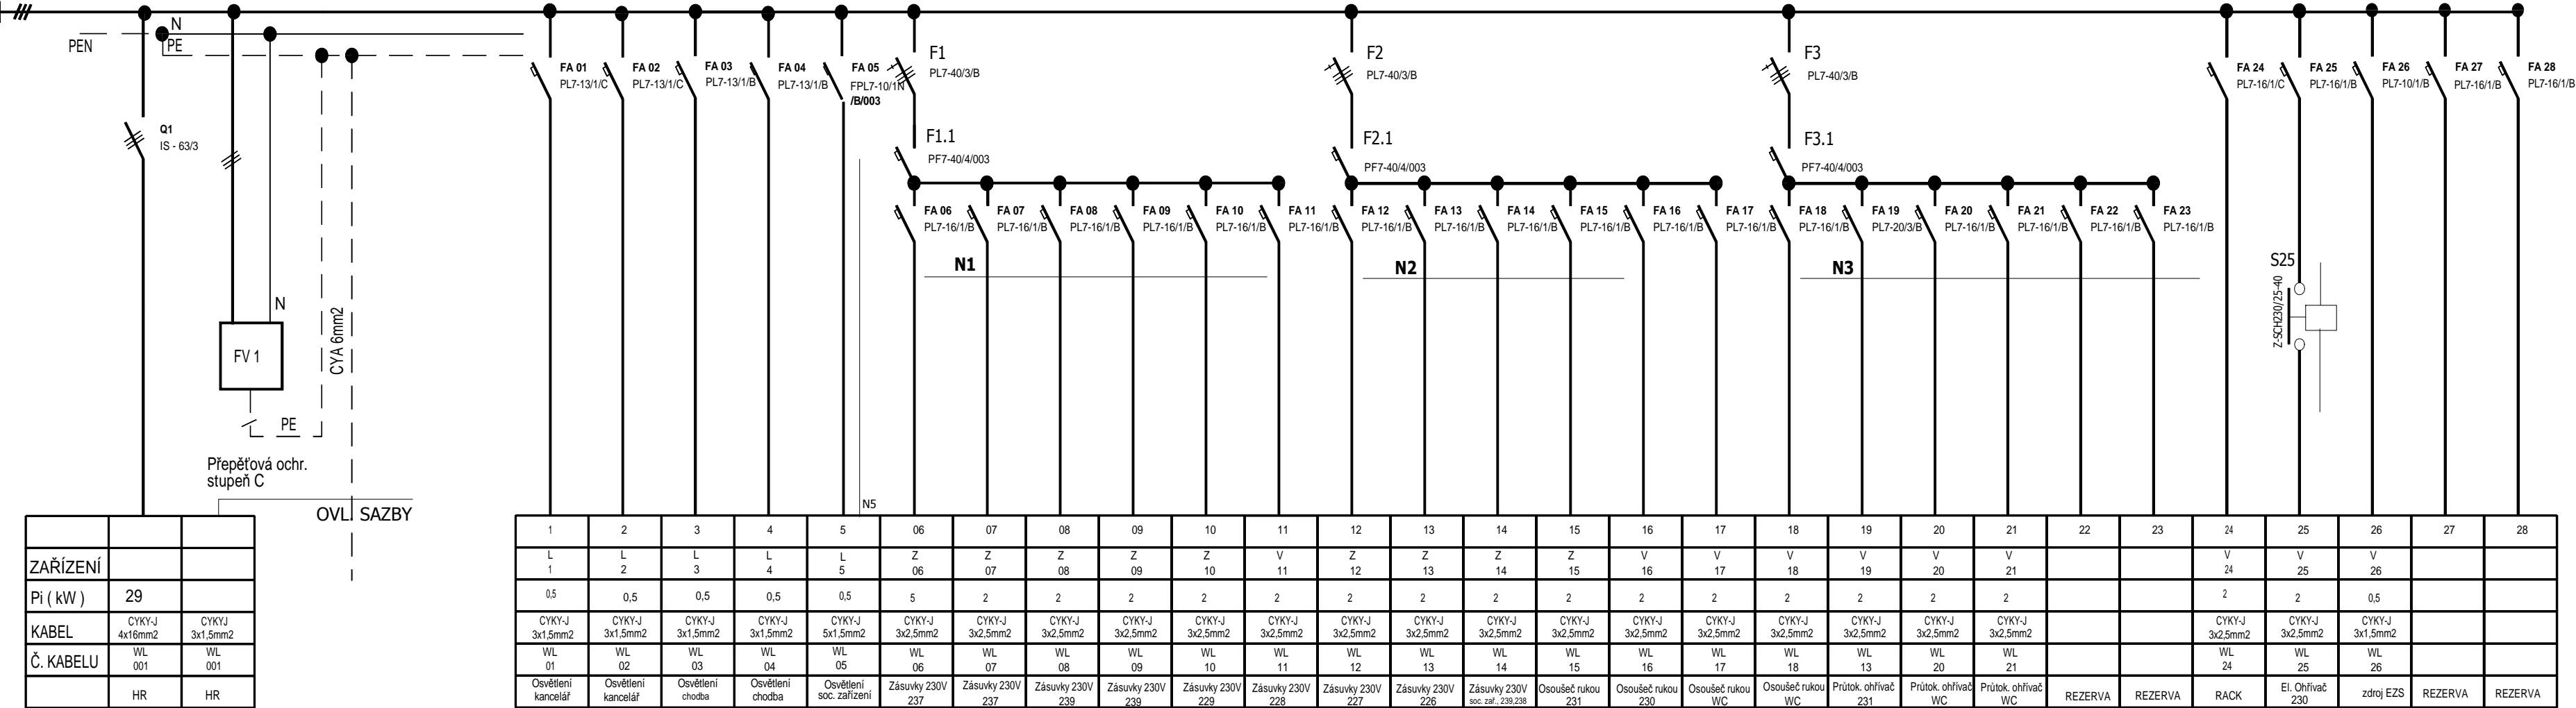 N
PEN
PE
Q1
IS - 63/3
N
FV 1
CYA 6mm2
PE
Přepěťová ochr.
stupeň C
OVL. SAZBY
FA 01
PL7-13/1/C
FA 02
PL7-13/1/C
FA 03
PL7-13/1/B
FA 04
PL7-13/1/B
FA 05
FPL7-10/1N
/B/003
F1
PL7-40/3/B
F1.1
PF7-40/4/003
F2
PL7-40/3/B
F2.1
PF7-40/4/003
F3
PL7-40/3/B
F3.1
PF7-40/4/003
FA 24
PL7-16/1/C
FA 25
PL7-16/1/B
FA 26
PL7-10/1/B
FA 27
PL7-16/1/B
FA 28
PL7-16/1/B
FA 06
PL7-16/1/B
FA 07
PL7-16/1/B
FA 08
PL7-16/1/B
FA 09
PL7-16/1/B
FA 10
PL7-16/1/B
FA 11
PL7-16/1/B
FA 12
PL7-16/1/B
FA 13
PL7-16/1/B
FA 14
PL7-16/1/B
FA 15
PL7-16/1/B
FA 16
PL7-16/1/B
FA 17
PL7-16/1/B
FA 18
PL7-16/1/B
FA 19
PL7-20/3/B
FA 20
PL7-16/1/B
FA 21
PL7-16/1/B
FA 22
PL7-16/1/B
FA 23
PL7-16/1/B
N1
N2
N3
S25
Z-SCH230/25-40
N5
ZAŘÍZENÍ
Pi ( kW ) 29
KABEL CYKY-J 4x16mm2 CYKYJ 3x1,5mm2
Č. KABELU WL 001 WL 001
HR HR
1 2 3 4 5 06 07 08 09 10 11 12 13 14 15 16 17 18 19 20 21 22 23 24 25 26 27 28
L L L L L Z Z Z Z Z V Z Z Z Z V V V V V V V V V
1 2 3 4 5 06 07 08 09 10 11 12 13 14 15 16 17 18 19 20 21 24 25 26
0,5 0,5 0,5 0,5 0,5 5 2 2 2 2 2 2 2 2 2 2 2 2 2 2 2 2 2 0,5
CYKY-J CYKY-J CYKY-J CYKY-J CYKY-J CYKY-J CYKY-J CYKY-J CYKY-J CYKY-J CYKY-J CYKY-J CYKY-J CYKY-J CYKY-J CYKY-J CYKY-J CYKY-J CYKY-J CYKY-J CYKY-J CYKY-J CYKY-J CYKY-J
3x1,5mm2 3x1,5mm2 3x1,5mm2 3x1,5mm2 5x1,5mm2 3x2,5mm2 3x2,5mm2 3x2,5mm2 3x2,5mm2 3x2,5mm2 3x2,5mm2 3x2,5mm2 3x2,5mm2 3x2,5mm2 3x2,5mm2 3x2,5mm2 3x2,5mm2 3x2,5mm2 3x2,5mm2 3x2,5mm2 3x2,5mm2 3x2,5mm2 3x2,5mm2 3x1,5mm2
WL WL WL WL WL WL WL WL WL WL WL WL WL WL WL WL WL WL WL WL WL WL WL WL
01 02 03 04 05 06 07 08 09 10 11 12 13 14 15 16 17 18 13 20 21 24 25 26
Osvětlení kancelář
Osvětlení kancelář
Osvětlení chodba
Osvětlení chodba
Osvětlení soc. zařízení
Zásuvky 230V 237
Zásuvky 230V 237
Zásuvky 230V 239
Zásuvky 230V 239
Zásuvky 230V 229
Zásuvky 230V 228
Zásuvky 230V 227
Zásuvky 230V 226
Zásuvky 230V soc. zař., 239,238
Osoušeč rukou 231
Osoušeč rukou 230
Osoušeč rukou WC
Osoušeč rukou WC
Průtok. ohřívač 231
Průtok. ohřívač WC
Průtok. ohřívač WC
REZERVA
REZERVA
RACK
El. Ohřívač 230
zdroj EZS
REZERVA
REZERVA